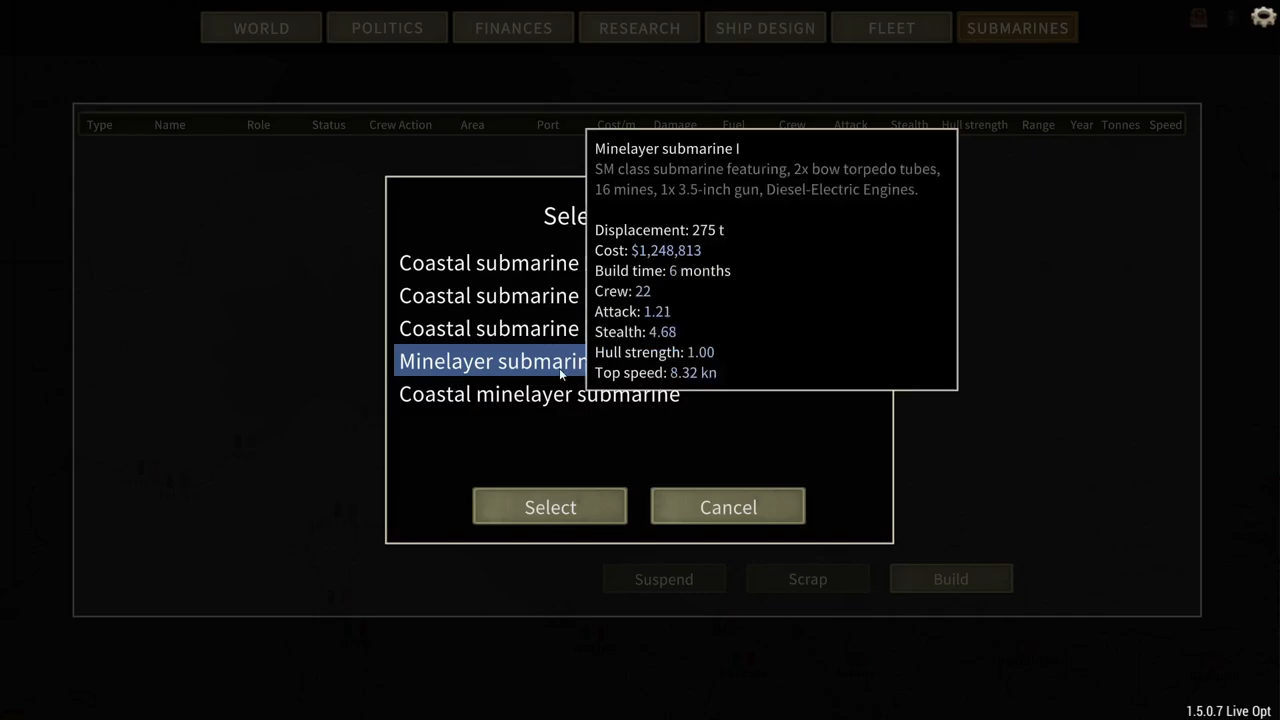 WORLD POLITICS FINANCES RESEARCH SHIP DESIGN FLEET SUBMARINES
Type Name Role Status Crew Action Area Port Cost/m Damage Fuel Crew Attack Stealth Hull strength Range Year Tonnes Speed
Minelayer submarine I
SM class submarine featuring, 2x bow torpedo tubes,
16 mines, 1x 3.5-inch gun, Diesel-Electric Engines.
Displacement: 275 t
Cost: $1,248,813
Build time: 6 months
Crew: 22
Attack: 1.21
Stealth: 4.68
Hull strength: 1.00
Top speed: 8.32 kn
Sele
Coastal submarine
Coastal submarine
Coastal submarine
Minelayer submarin
Coastal minelayer submarine
Select Cancel
Suspend Scrap Build
1.5.0.7 Live Opt